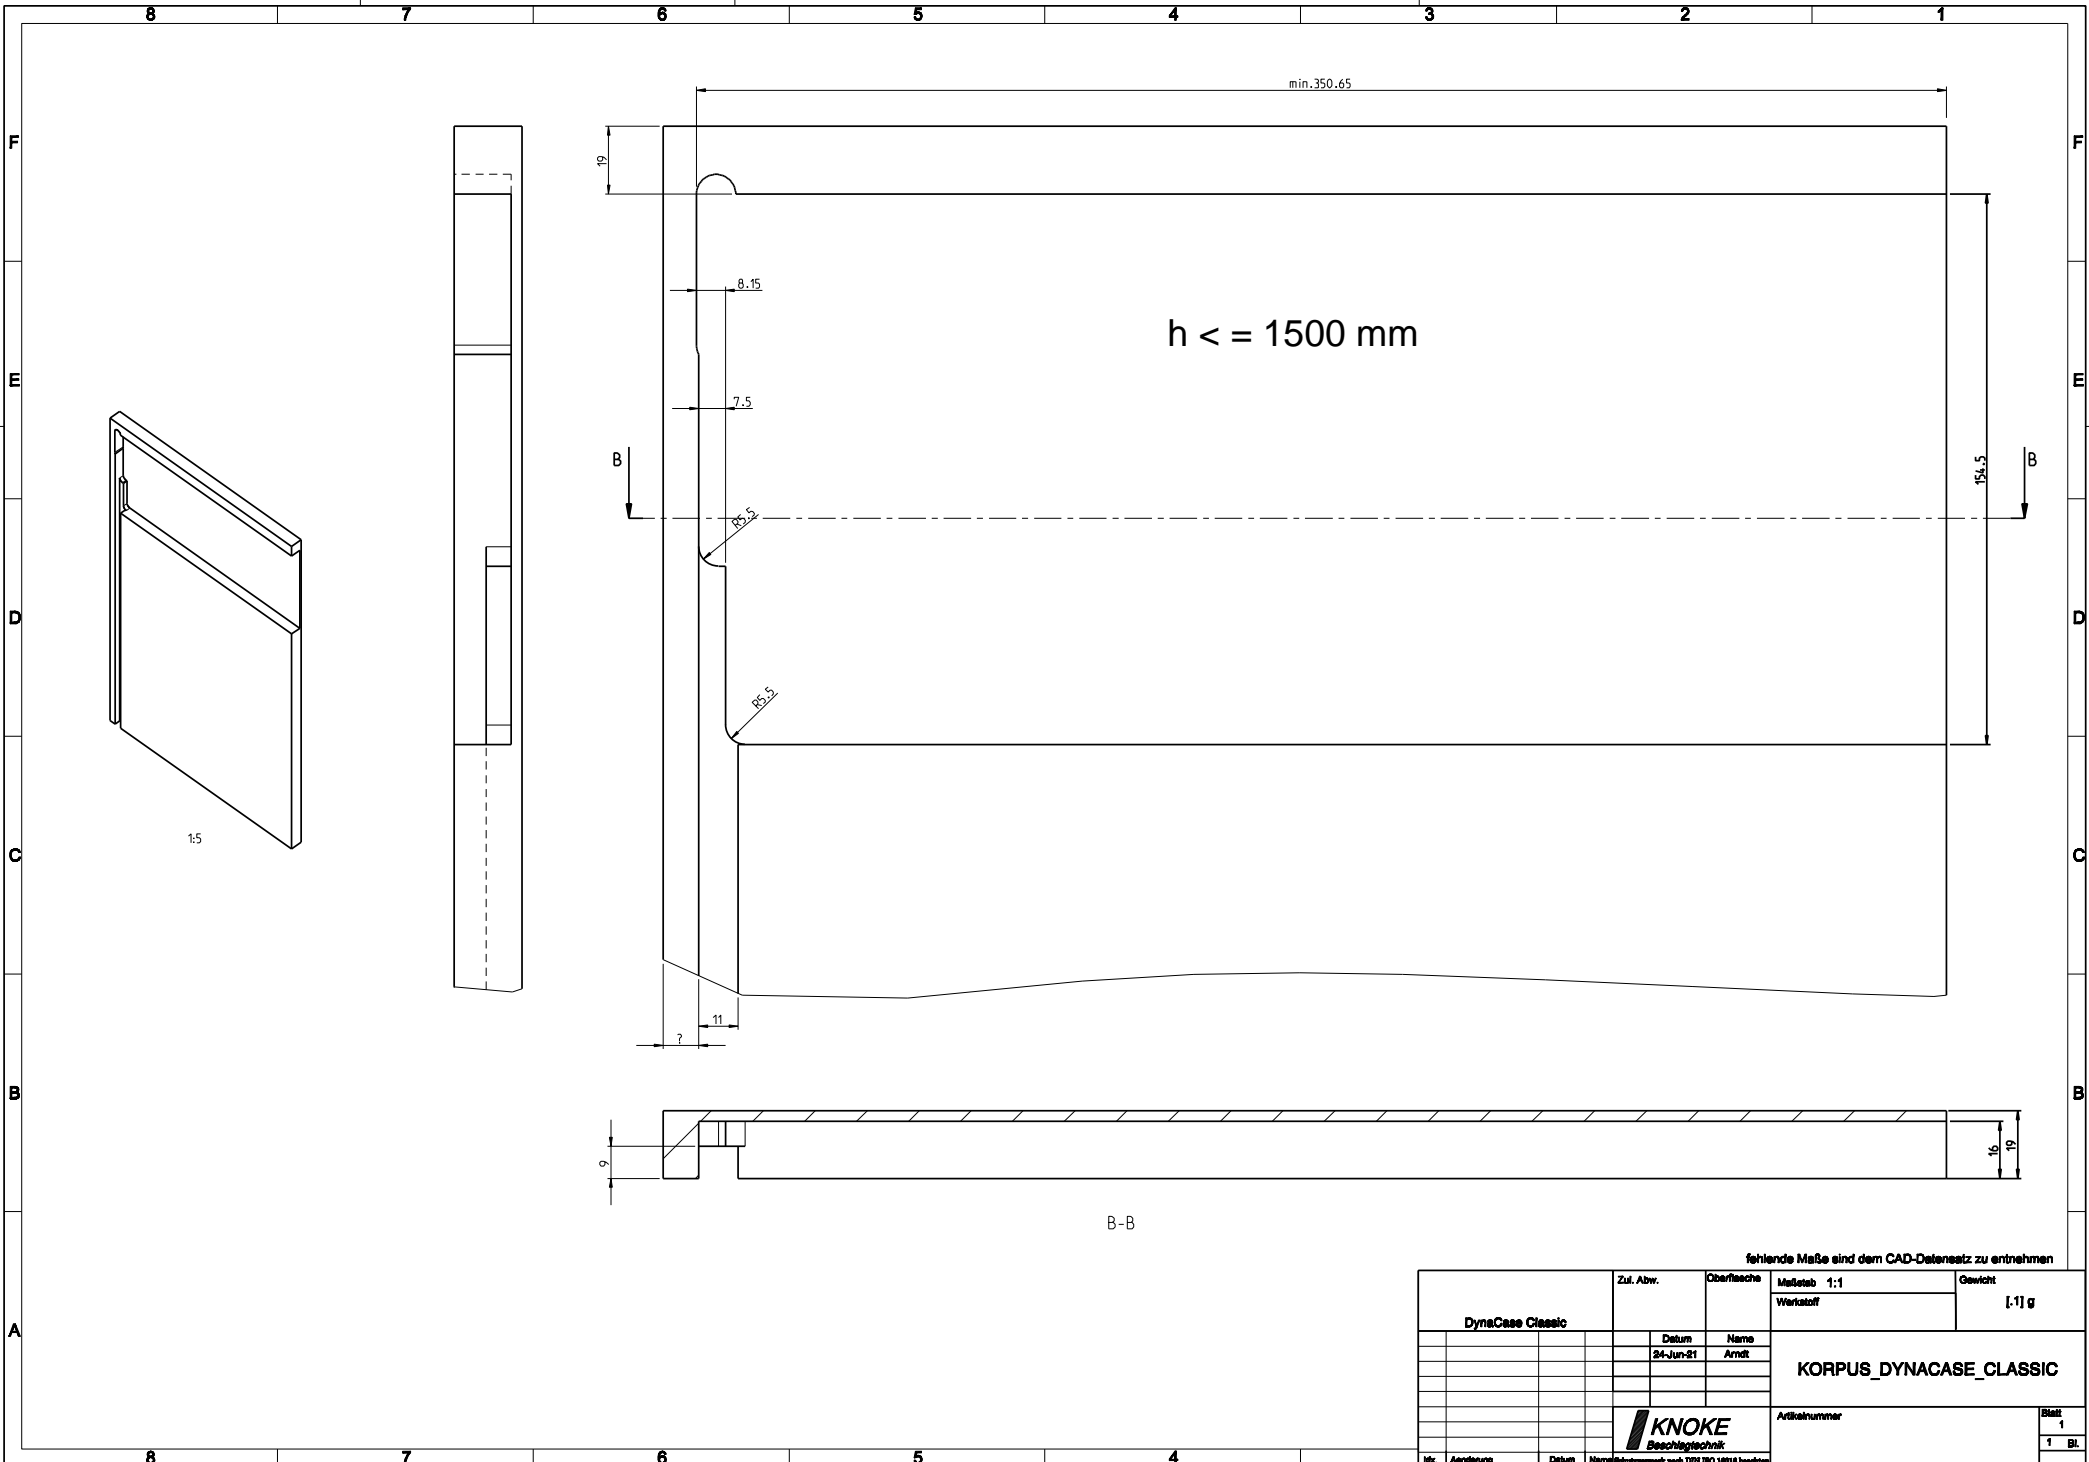 8 7 6 5 4 3 2 1
min.350.65
F F
19
8.15
h < = 1500 mm
E E
7.5
B B
154.5
R5.5
D D
R5.5
1:5
C C
11
?
B B
9
16
19
B-B
fehlende Maße sind dem CAD-Datensatz zu entnehmen
Zul. Abw. Oberflaeche Maßstab 1:1 Gewicht
Werkstoff [.1] g
DynaCase Classic
A
Datum Name
24-Jun-21 Arndt
KORPUS_DYNACASE_CLASSIC
Artikelnummer Blatt
1
KNOKE
Beschlagtechnik
1 Bl.
8 7 6 5 4
Idx. Aenderung Datum Name